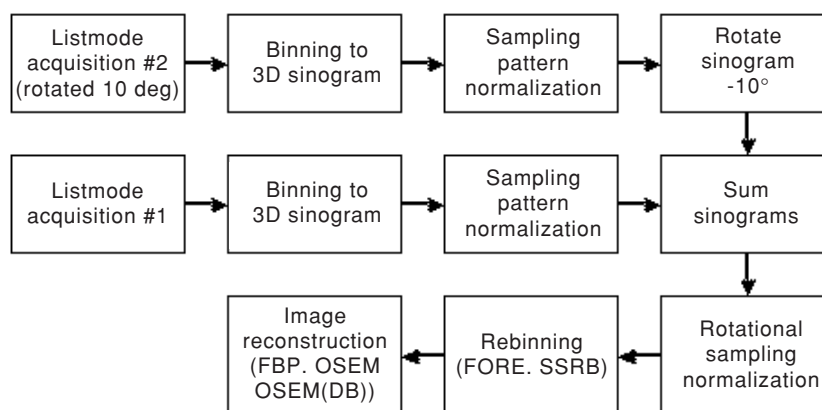 Listmode
acquisition #2
(rotated 10 deg)
Binning to
3D sinogram
Sampling
pattern
normalization
Rotate
sinogram
-10°
Listmode
acquisition #1
Binning to
3D sinogram
Sampling
pattern
normalization
Sum
sinograms
Image
reconstruction
(FBP. OSEM
OSEM(DB))
Rebinning
(FORE. SSRB)
Rotational
sampling
normalization